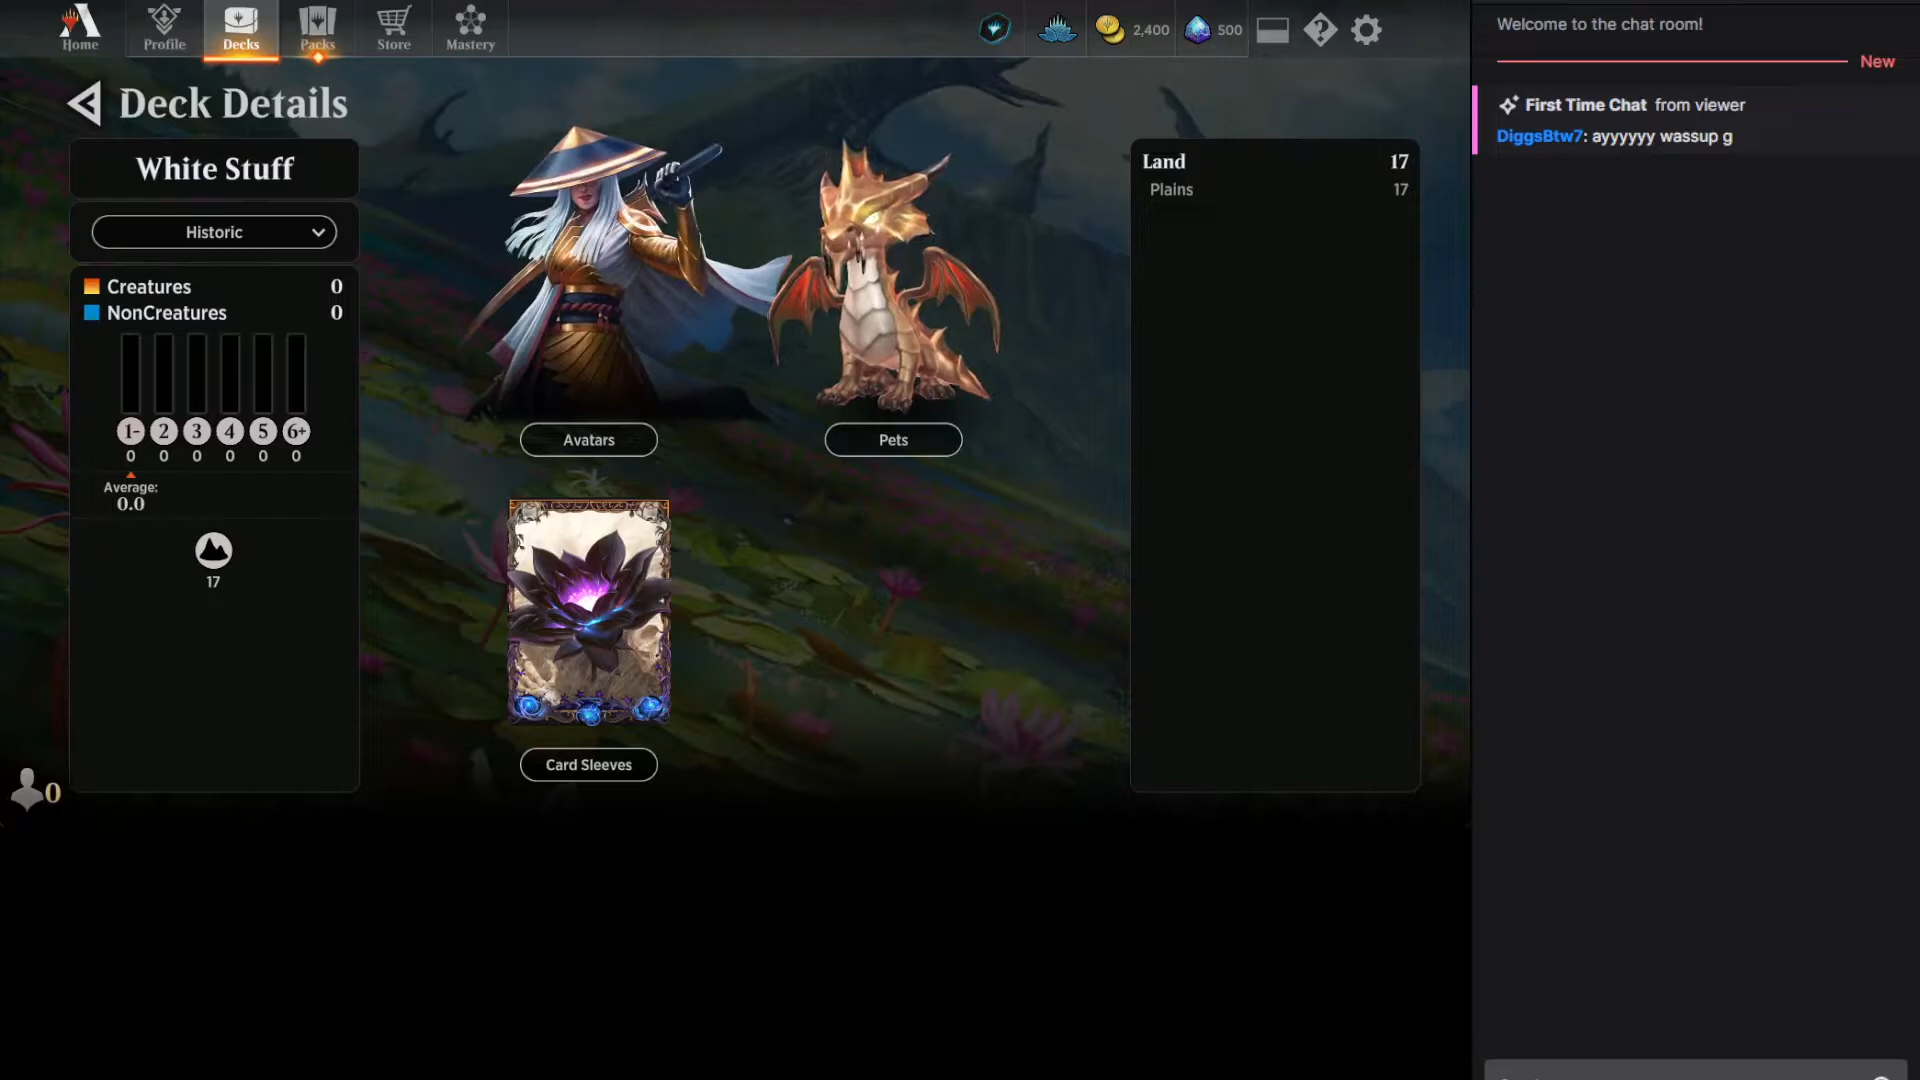 Home
Profile
Decks
Packs
Store
Mastery
2,400
500
Deck Details
White Stuff
Historic
Creatures 0
NonCreatures 0
1- 2 3 4 5 6+
0 0 0 0 0 0
Average:
0.0
17
0
Avatars
Pets
Card Sleeves
Land 17
Plains 17
Welcome to the chat room!
New
First Time Chat from viewer
DiggsBtw7: ayyyyyy wassup g